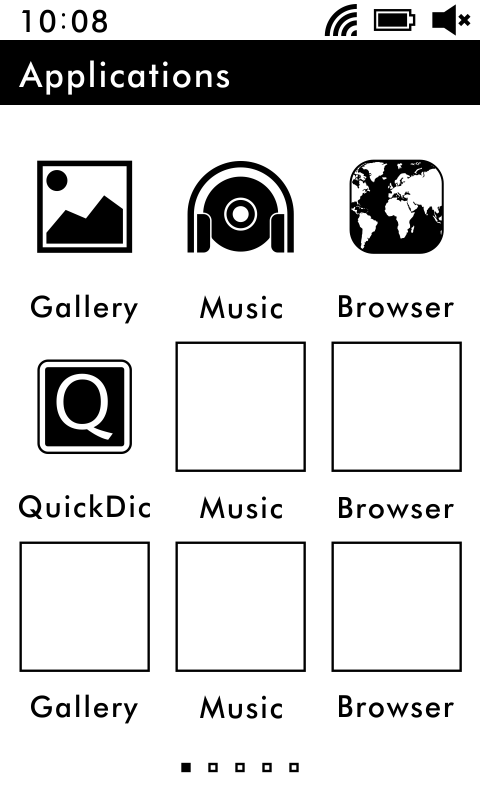 10:08
Applications
Gallery Music Browser
Q
QuickDic Music Browser
Gallery Music Browser